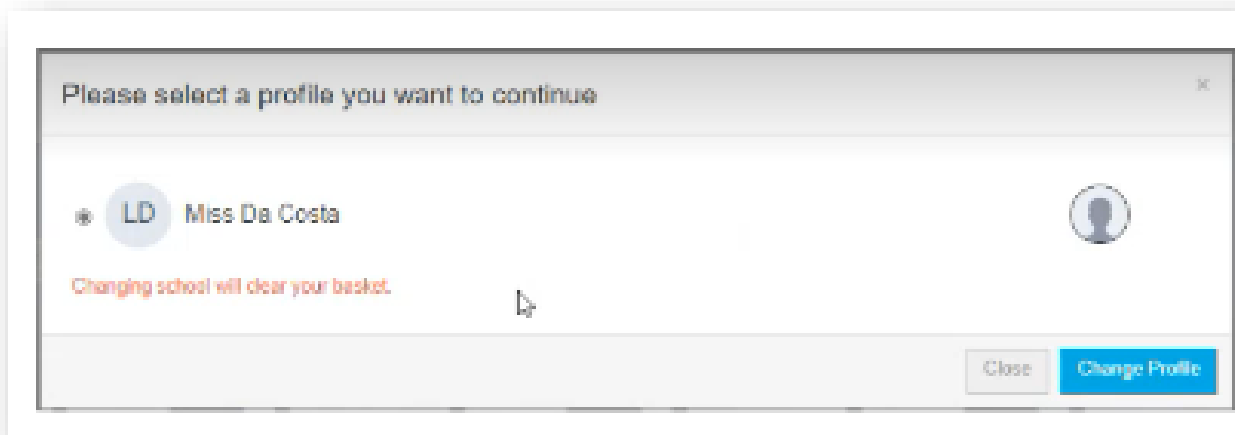 Please select a profile you want to continue
×
LD Miss Da Costa
Changing school will clear your basket.
Close Change Profile